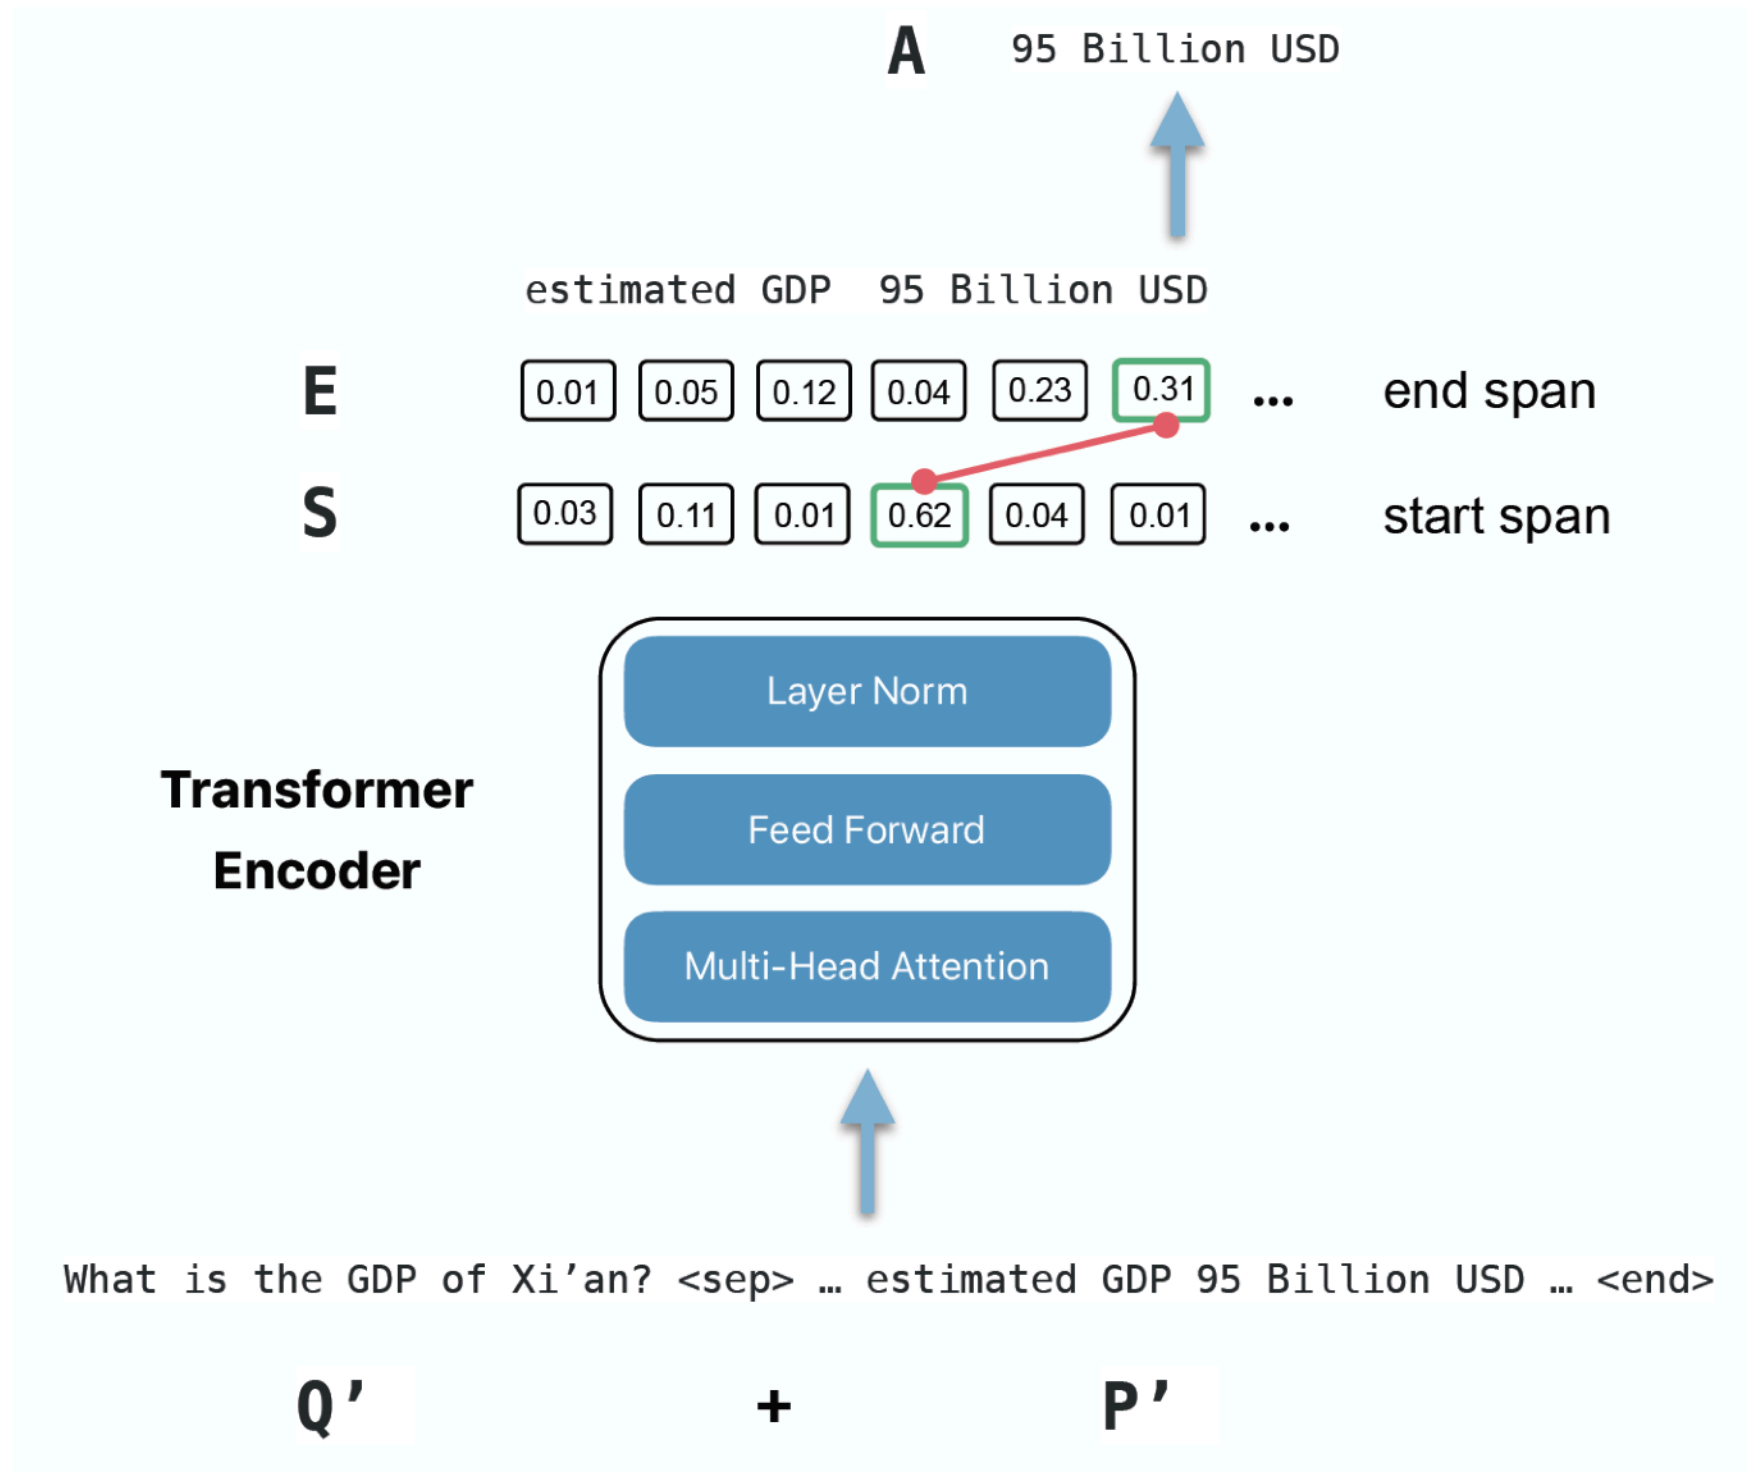 A 95 Billion USD
estimated GDP 95 Billion USD
E 0.01 0.05 0.12 0.04 0.23 0.31 ... end span
S 0.03 0.11 0.01 0.62 0.04 0.01 ... start span
Layer Norm
Transformer
Feed Forward
Encoder
Multi-Head Attention
What is the GDP of Xi’an? <sep> … estimated GDP 95 Billion USD … <end>
Q’ + P’